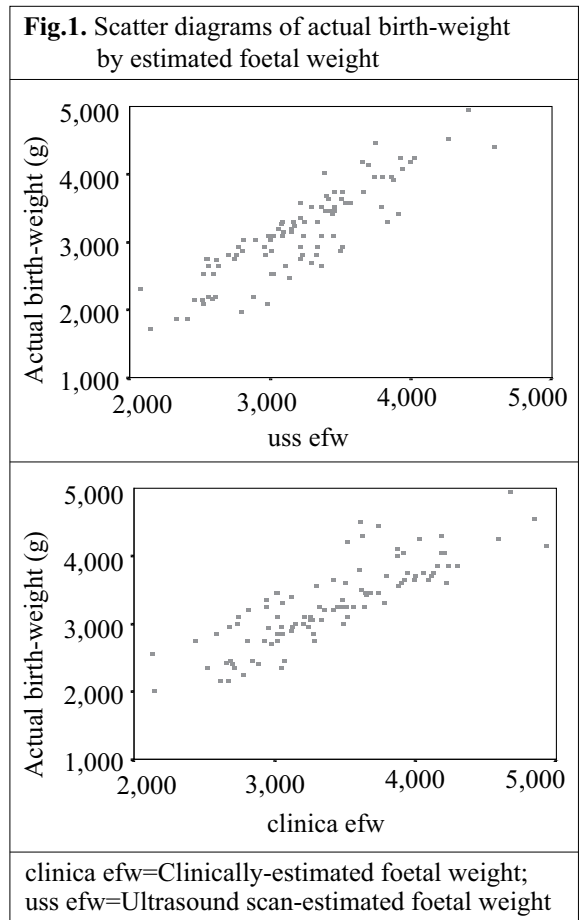 Fig.1. Scatter diagrams of actual birth-weight
by estimated foetal weight
Actual birth-weight (g)
5,000
4,000
3,000
2,000
1,000
2,000 3,000 4,000 5,000
uss efw
Actual birth-weight (g)
5,000
4,000
3,000
2,000
1,000
2,000 3,000 4,000 5,000
clinica efw
clinica efw=Clinically-estimated foetal weight;
uss efw=Ultrasound scan-estimated foetal weight